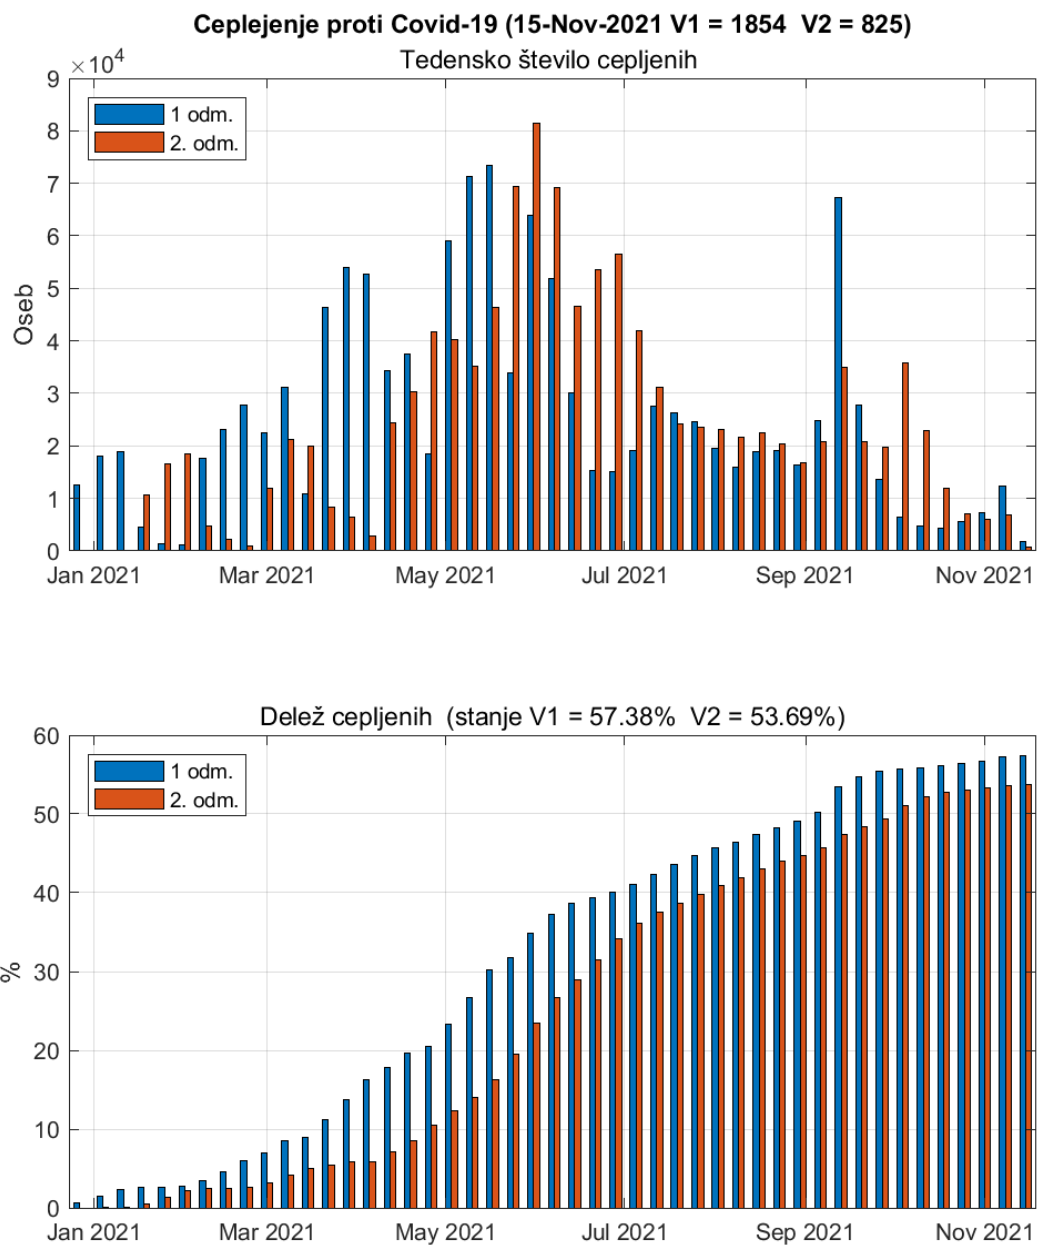 Ceplejenje proti Covid-19 (15-Nov-2021 V1 = 1854  V2 = 825)
×10⁴
Tedensko število cepljenih
1 odm.
2. odm.
9
8
7
6
5
4
3
2
1
0
Oseb
Jan 2021 Mar 2021 May 2021 Jul 2021 Sep 2021 Nov 2021
Delež cepljenih  (stanje V1 = 57.38%  V2 = 53.69%)
1 odm.
2. odm.
60
50
40
30
20
10
0
%
Jan 2021 Mar 2021 May 2021 Jul 2021 Sep 2021 Nov 2021